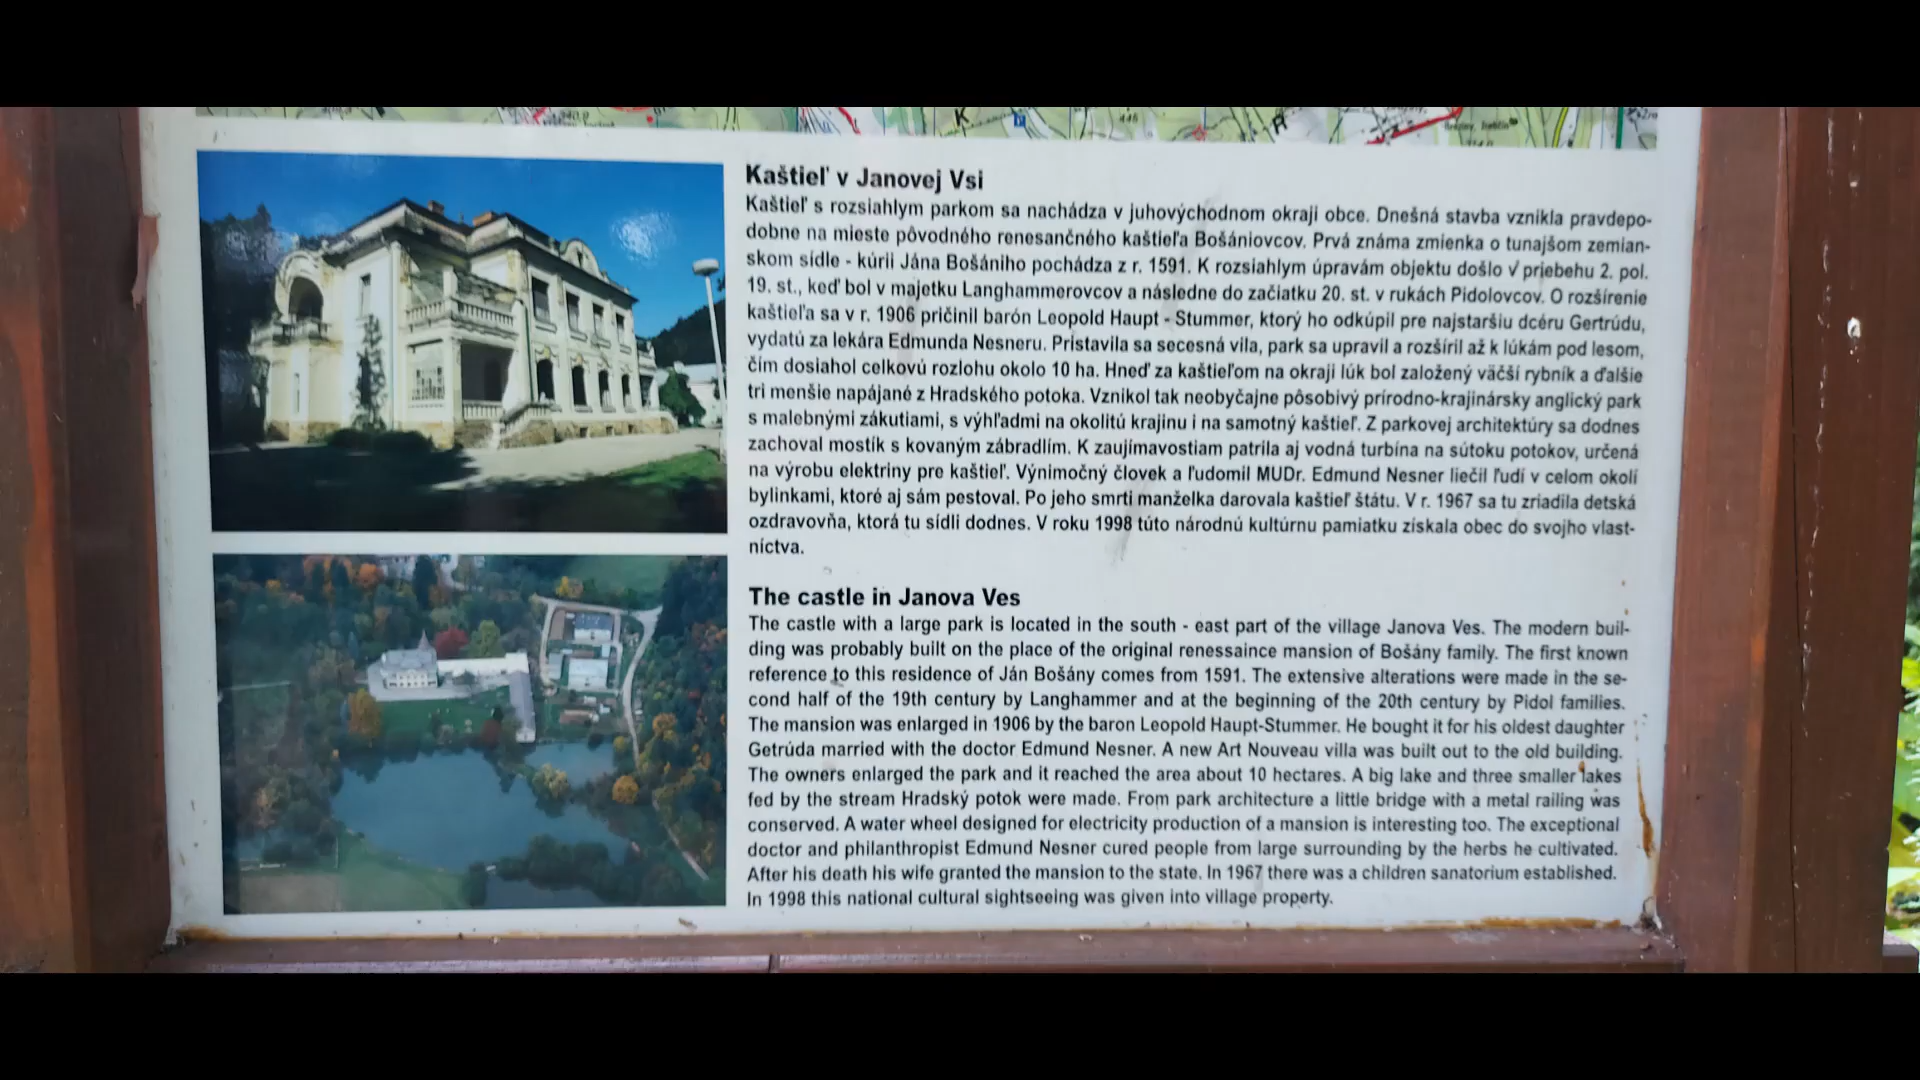 K
446
R
Kaštieľ v Janovej Vsi
Kaštieľ s rozsiahlym parkom sa nachádza v juhovýchodnom okraji obce. Dnešná stavba vznikla pravdepo-
dobne na mieste pôvodného renesančného kaštieľa Bošániovcov. Prvá známa zmienka o tunajšom zemian-
skom sídle - kúrii Jána Bošániho pochádza z r. 1591. K rozsiahlym úpravám objektu došlo v priebehu 2. pol.
19. st., keď bol v majetku Langhammerovcov a následne do začiatku 20. st. v rukách Pidolovcov. O rozšírenie
kaštieľa sa v r. 1906 pričinil barón Leopold Haupt - Stummer, ktorý ho odkúpil pre najstaršiu dcéru Gertrúdu,
vydatú za lekára Edmunda Nesneru. Pristavila sa secesná vila, park sa upravil a rozšíril až k lúkám pod lesom,
čím dosiahol celkovú rozlohu okolo 10 ha. Hneď za kaštieľom na okraji lúk bol založený väčší rybník a ďalšie
tri menšie napájané z Hradského potoka. Vznikol tak neobyčajne pôsobivý prírodno-krajinársky anglický park
s malebnými zákutiami, s výhľadmi na okolitú krajinu i na samotný kaštieľ. Z parkovej architektúry sa dodnes
zachoval mostík s kovaným zábradlím. K zaujímavostiam patrila aj vodná turbína na sútoku potokov, určená
na výrobu elektriny pre kaštieľ. Výnimočný človek a ľudomil MUDr. Edmund Nesner liečil ľudí v celom okolí
bylinkami, ktoré aj sám pestoval. Po jeho smrti manželka darovala kaštieľ štátu. V r. 1967 sa tu zriadila detská
ozdravovňa, ktorá tu sídli dodnes. V roku 1998 túto národnú kultúrnu pamiatku získala obec do svojho vlast-
níctva.
The castle in Janova Ves
The castle with a large park is located in the south - east part of the village Janova Ves. The modern buil-
ding was probably built on the place of the original renessaince mansion of Bošány family. The first known
reference to this residence of Ján Bošány comes from 1591. The extensive alterations were made in the se-
cond half of the 19th century by Langhammer and at the beginning of the 20th century by Pidol families.
The mansion was enlarged in 1906 by the baron Leopold Haupt-Stummer. He bought it for his oldest daughter
Getrúda married with the doctor Edmund Nesner. A new Art Nouveau villa was built out to the old building.
The owners enlarged the park and it reached the area about 10 hectares. A big lake and three smaller lakes
fed by the stream Hradský potok were made. From park architecture a little bridge with a metal railing was
conserved. A water wheel designed for electricity production of a mansion is interesting too. The exceptional
doctor and philanthropist Edmund Nesner cured people from large surrounding by the herbs he cultivated.
After his death his wife granted the mansion to the state. In 1967 there was a children sanatorium established.
In 1998 this national cultural sightseeing was given into village property.